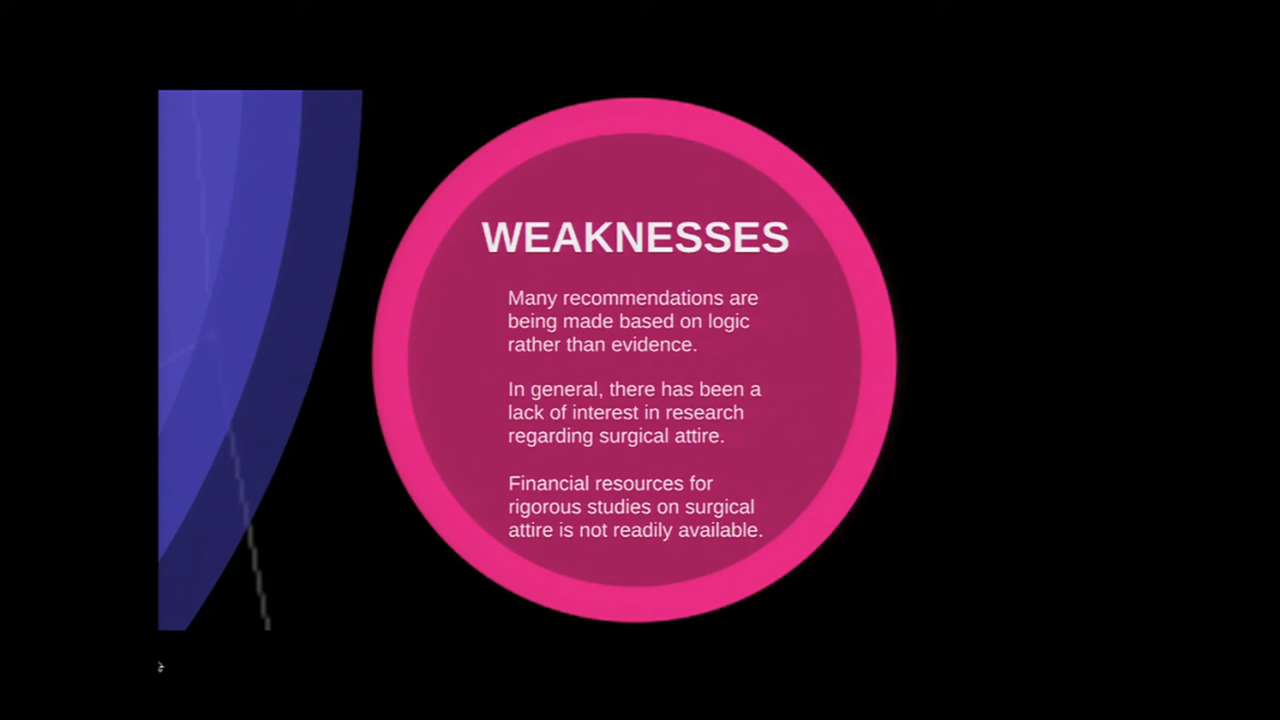 WEAKNESSES
Many recommendations are
being made based on logic
rather than evidence.
In general, there has been a
lack of interest in research
regarding surgical attire.
Financial resources for
rigorous studies on surgical
attire is not readily available.